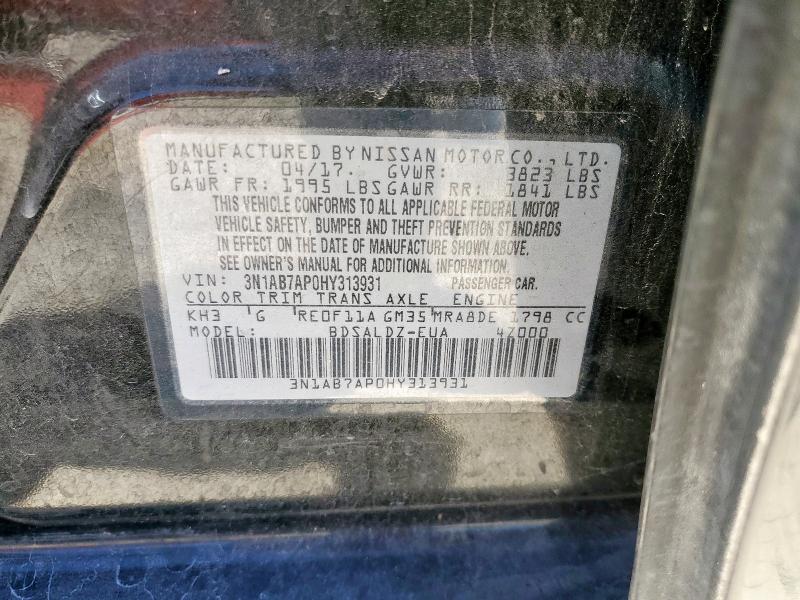 MANUFACTURED BY NISSAN MOTOR CO., LTD.
DATE: 04/17. GVWR: 3823 LBS
GAWR FR: 1995 LBS GAWR RR: 1841 LBS
THIS VEHICLE CONFORMS TO ALL APPLICABLE FEDERAL MOTOR
VEHICLE SAFETY, BUMPER AND THEFT PREVENTION STANDARDS
IN EFFECT ON THE DATE OF MANUFACTURE SHOWN ABOVE.
SEE OWNER'S MANUAL FOR ADDITIONAL INFORMATION.
VIN: 3N1AB7AP0HY313931 PASSENGER CAR.
COLOR TRIM TRANS AXLE ENGINE
KH3 G RE0F11A GM35 MRA8DE 1798 CC
MODEL: BDSALDZ-EUA 4Z000
3N1AB7AP0HY313931